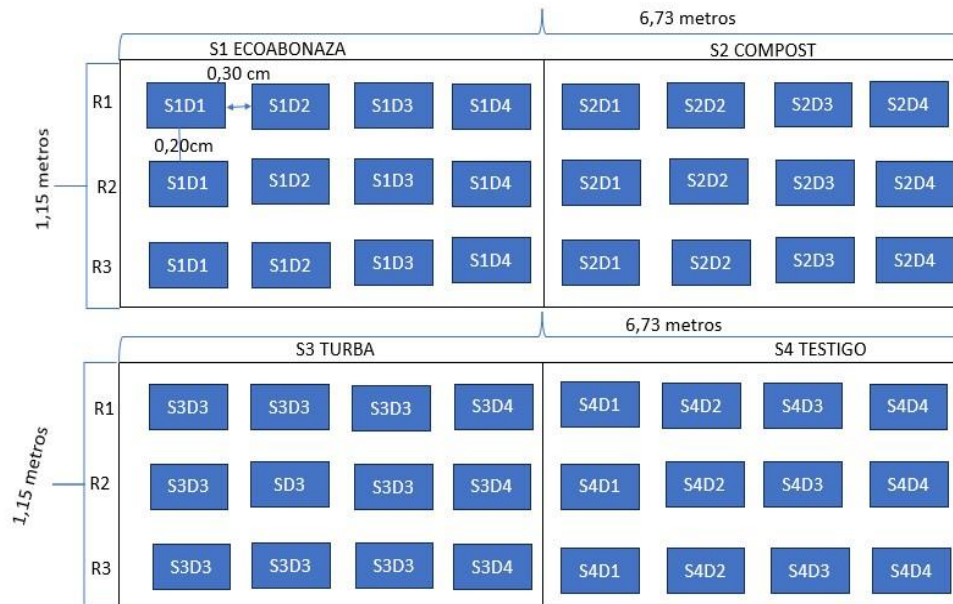 6,73 metros
S1 ECOABONAZA S2 COMPOST
0,30 cm
R1 S1D1 S1D2 S1D3 S1D4 S2D1 S2D2 S2D3 S2D4
0,20cm
1,15 metros
R2 S1D1 S1D2 S1D3 S1D4 S2D1 S2D2 S2D3 S2D4
R3 S1D1 S1D2 S1D3 S1D4 S2D1 S2D2 S2D3 S2D4
6,73 metros
S3 TURBA S4 TESTIGO
R1 S3D3 S3D3 S3D3 S3D4 S4D1 S4D2 S4D3 S4D4
1,15 metros
R2 S3D3 SD3 S3D3 S3D4 S4D1 S4D2 S4D3 S4D4
R3 S3D3 S3D3 S3D3 S3D4 S4D1 S4D2 S4D3 S4D4